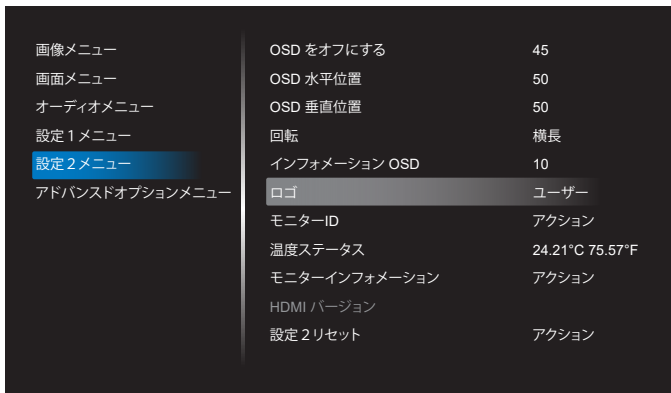 画像メニュー
画面メニュー
オーディオメニュー
設定１メニュー
設定２メニュー
アドバンスドオプションメニュー
OSD をオフにする 45
OSD 水平位置 50
OSD 垂直位置 50
回転 横長
インフォメーション OSD 10
ロゴ ユーザー
モニターID アクション
温度ステータス 24.21°C 75.57°F
モニターインフォメーション アクション
HDMI バージョン
設定２リセット アクション